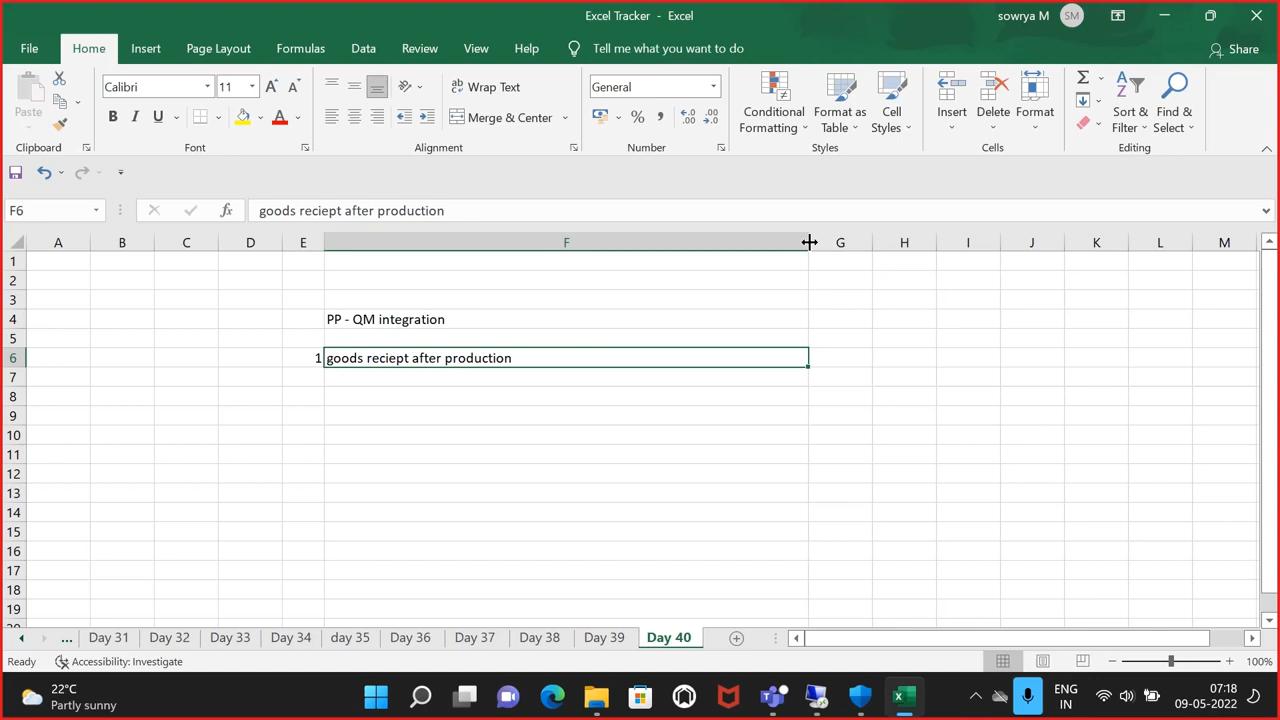 Excel Tracker - Excel
sowrya M SM
File Home Insert Page Layout Formulas Data Review View Help Tell me what you want to do Share
Paste
Calibri 11
B I U A
Wrap Text
Merge & Center
General
Conditional Formatting
Format as Table
Cell Styles
Insert Delete Format
Sort & Filter
Find & Select
Clipboard Font Alignment Number Styles Cells Editing
F6 fx goods reciept after production
A B C D E F G H I J K L M
1
2
3
4 PP - QM integration
5
6 1 goods reciept after production
7
8
9
10
11
12
13
14
15
16
17
18
19
... Day 31 Day 32 Day 33 Day 34 day 35 Day 36 Day 37 Day 38 Day 39 Day 40
Ready Accessibility: Investigate 100%
22°C
Partly sunny
ENG
IN
07:18
09-05-2022